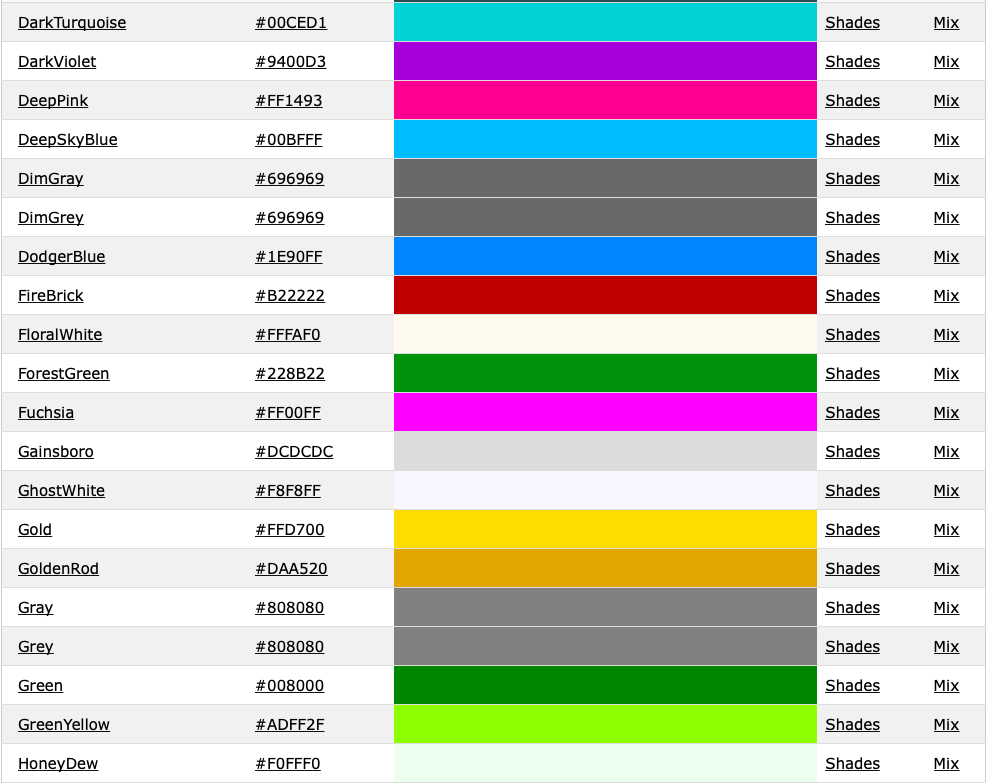 DarkTurquoise #00CED1 Shades Mix
DarkViolet #9400D3 Shades Mix
DeepPink #FF1493 Shades Mix
DeepSkyBlue #00BFFF Shades Mix
DimGray #696969 Shades Mix
DimGrey #696969 Shades Mix
DodgerBlue #1E90FF Shades Mix
FireBrick #B22222 Shades Mix
FloralWhite #FFFAF0 Shades Mix
ForestGreen #228B22 Shades Mix
Fuchsia #FF00FF Shades Mix
Gainsboro #DCDCDC Shades Mix
GhostWhite #F8F8FF Shades Mix
Gold #FFD700 Shades Mix
GoldenRod #DAA520 Shades Mix
Gray #808080 Shades Mix
Grey #808080 Shades Mix
Green #008000 Shades Mix
GreenYellow #ADFF2F Shades Mix
HoneyDew #F0FFF0 Shades Mix